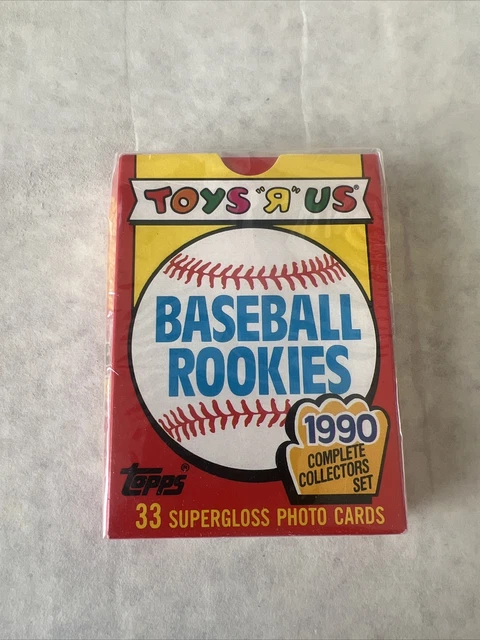 TOYS "Я" US®
BASEBALL
ROOKIES
1990
COMPLETE
COLLECTORS
SET
topps®
33 SUPERGLOSS PHOTO CARDS